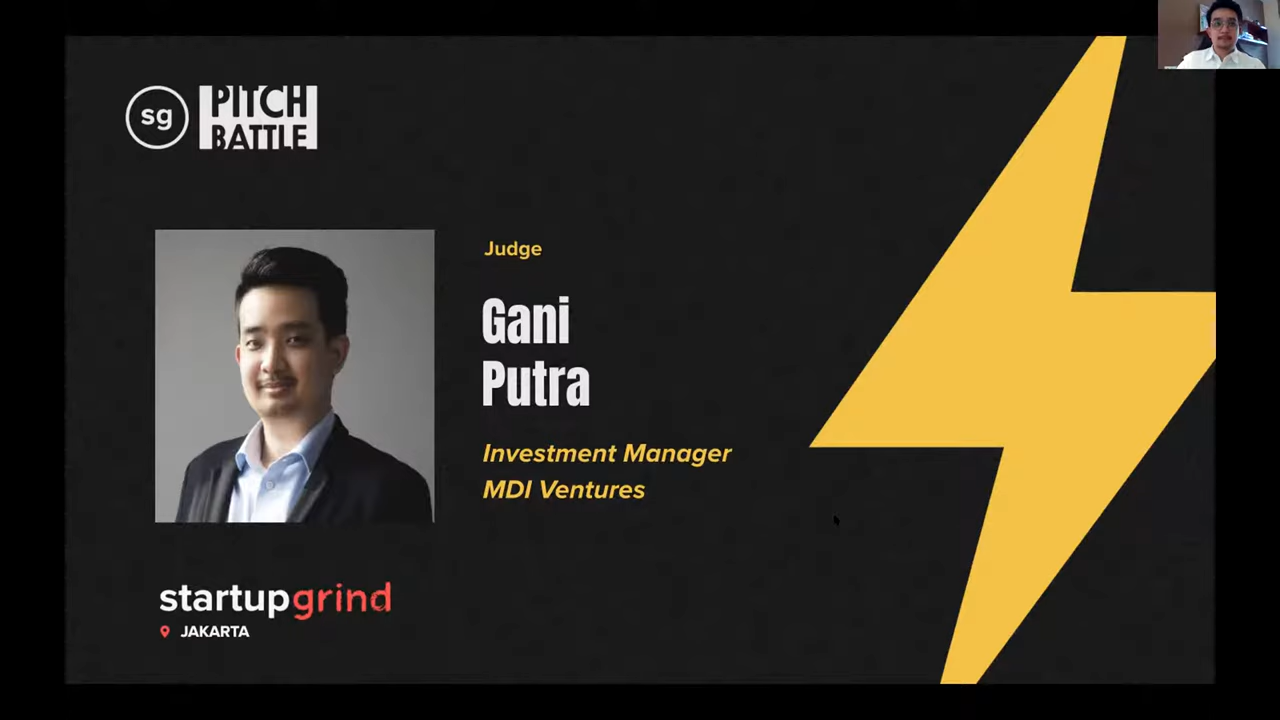 sg
PITCH
BATTLE
Judge
Gani
Putra
Investment Manager
MDI Ventures
startupgrind
JAKARTA